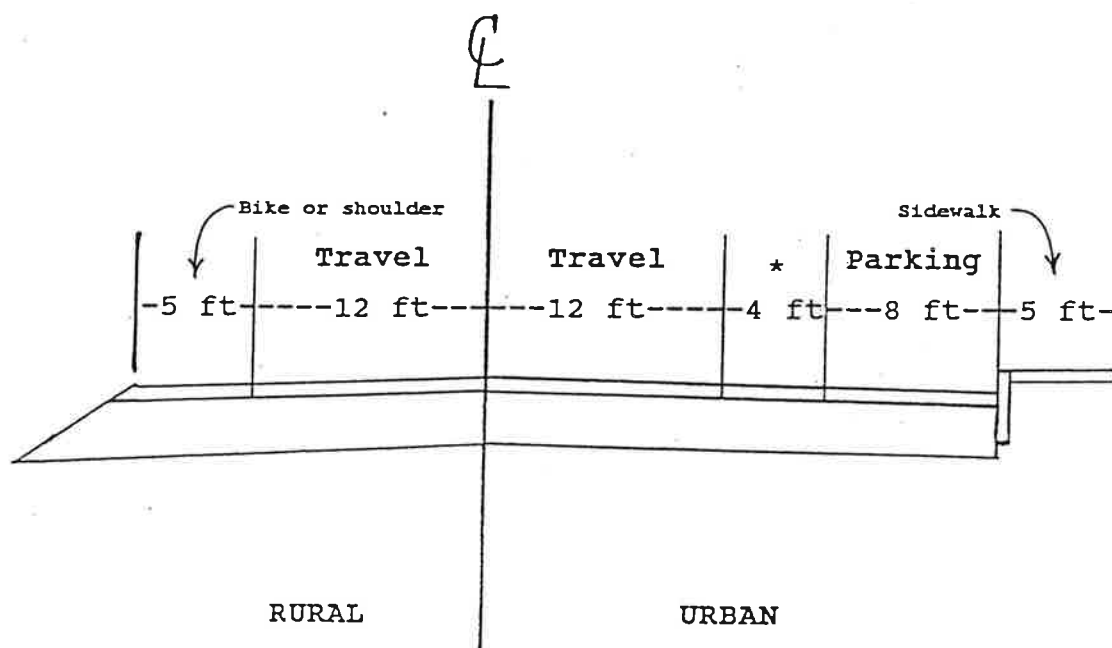 CL
Bike or shoulder
Sidewalk
Travel Travel * Parking
-5 ft-----12 ft-------12 ft-----4 ft---8 ft--5 ft-
RURAL URBAN